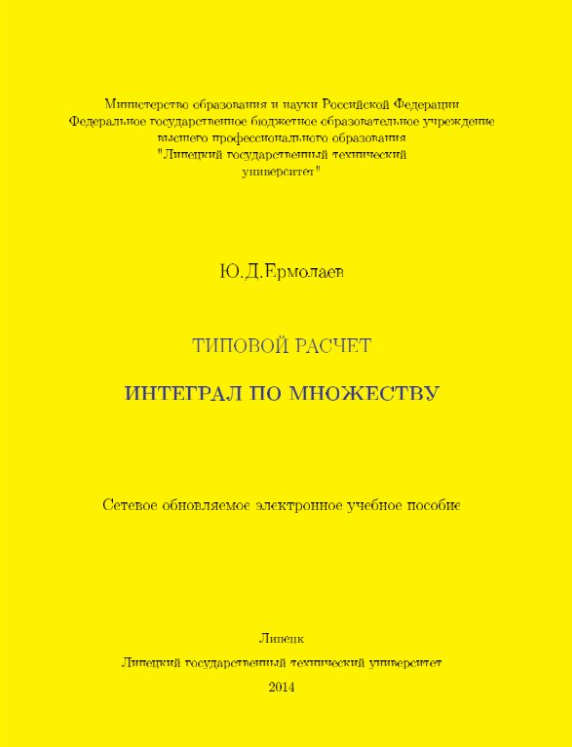 Министерство образования и науки Российской Федерации
Федеральное государственное бюджетное образовательное учреждение
высшего профессионального образования
"Липецкий государственный технический
университет"
Ю.Д.Ермолаев
ТИПОВОЙ РАСЧЕТ
ИНТЕГРАЛ ПО МНОЖЕСТВУ
Сетевое обновляемое электронное учебное пособие
Липецк
Липецкий государственный технический университет
2014